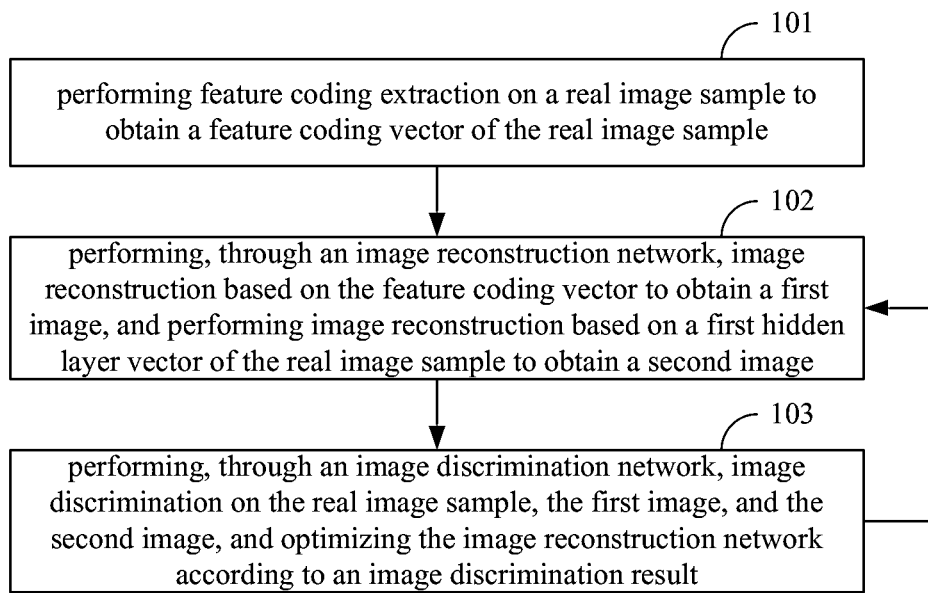 101
performing feature coding extraction on a real image sample to
obtain a feature coding vector of the real image sample
102
performing, through an image reconstruction network, image
reconstruction based on the feature coding vector to obtain a first
image, and performing image reconstruction based on a first hidden
layer vector of the real image sample to obtain a second image
103
performing, through an image discrimination network, image
discrimination on the real image sample, the first image, and the
second image, and optimizing the image reconstruction network
according to an image discrimination result